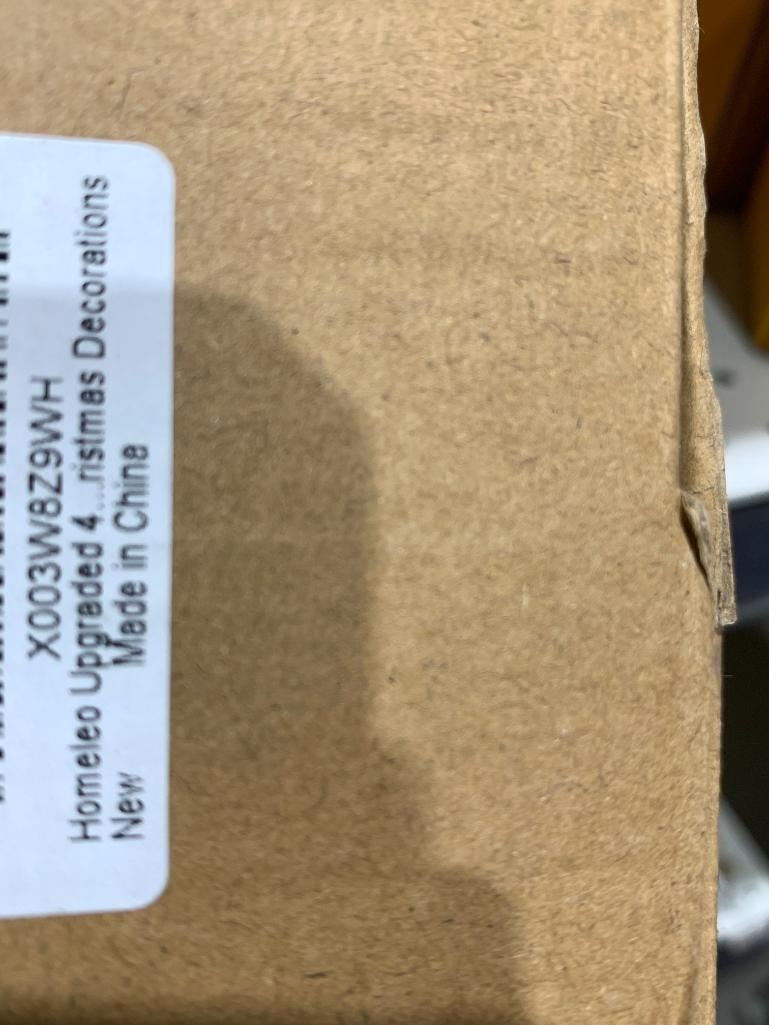 X003W8Z9WH
Homeleo Upgraded 4...ristmas Decorations
New
Made in China